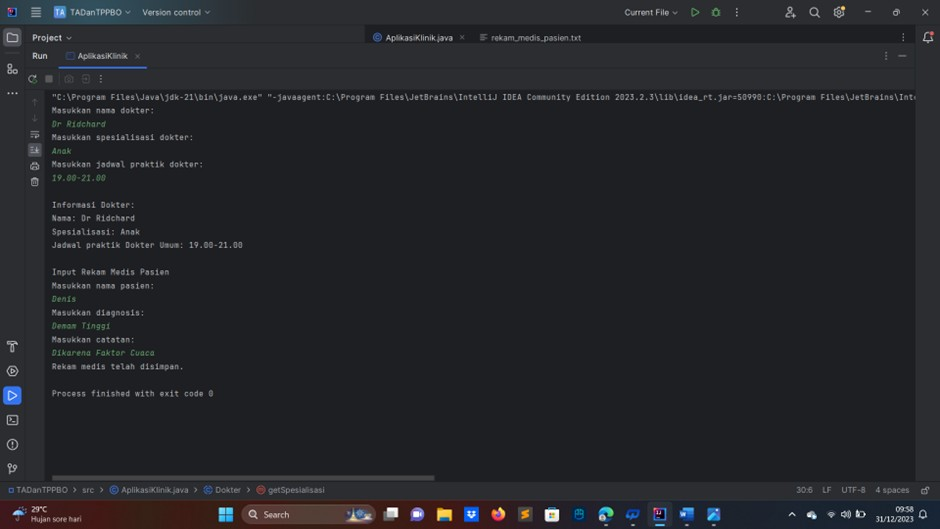 TA TADanTPPBO Version control Current File
Project AplikasiKlinik.java rekam_medis_pasien.txt
Run AplikasiKlinik
"C:\Program Files\Java\jdk-21\bin\java.exe" "-javaagent:C:\Program Files\JetBrains\IntelliJ IDEA Community Edition 2023.2.3\lib\idea_rt.jar=50990:C:\Program Files\JetBrains\Inte
Masukkan nama dokter:
Dr Ridchard
Masukkan spesialisasi dokter:
Anak
Masukkan jadwal praktik dokter:
19.00-21.00
Informasi Dokter:
Nama: Dr Ridchard
Spesialisasi: Anak
Jadwal praktik Dokter Umum: 19.00-21.00
Input Rekam Medis Pasien
Masukkan nama pasien:
Denis
Masukkan diagnosis:
Demam Tinggi
Masukkan catatan:
Dikarena Faktor Cuaca
Rekam medis telah disimpan.
Process finished with exit code 0
TADanTPPBO > src > AplikasiKlinik.java > Dokter > getSpesialisasi 30:6 LF UTF-8 4 spaces
29°C
Hujan sore hari
Search
09:58
31/12/2023